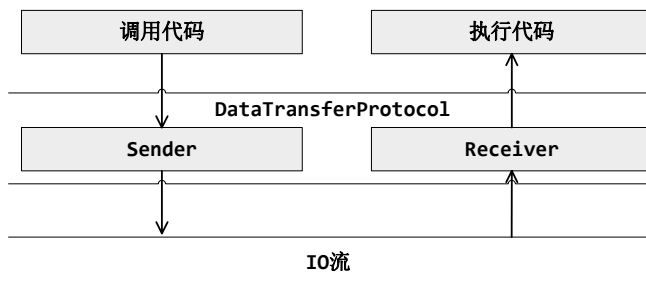 调用代码 执行代码
DataTransferProtocol
Sender Receiver
IO流